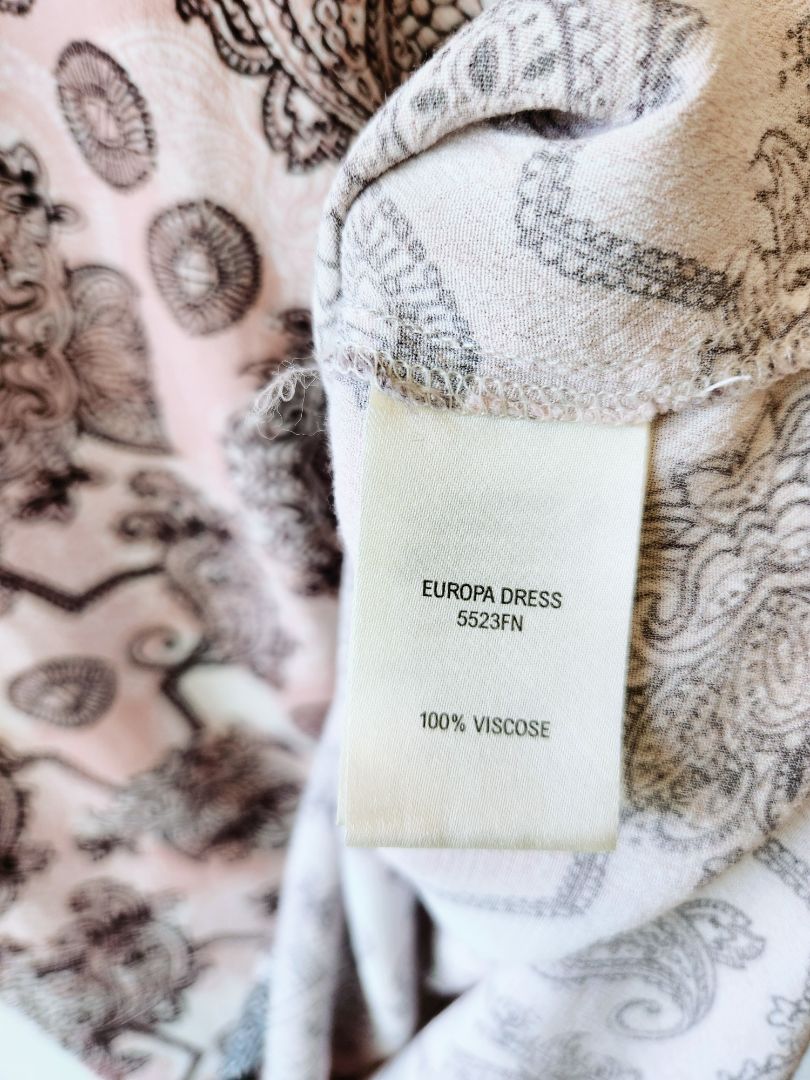 EUROPA DRESS
5523FN
100% VISCOSE